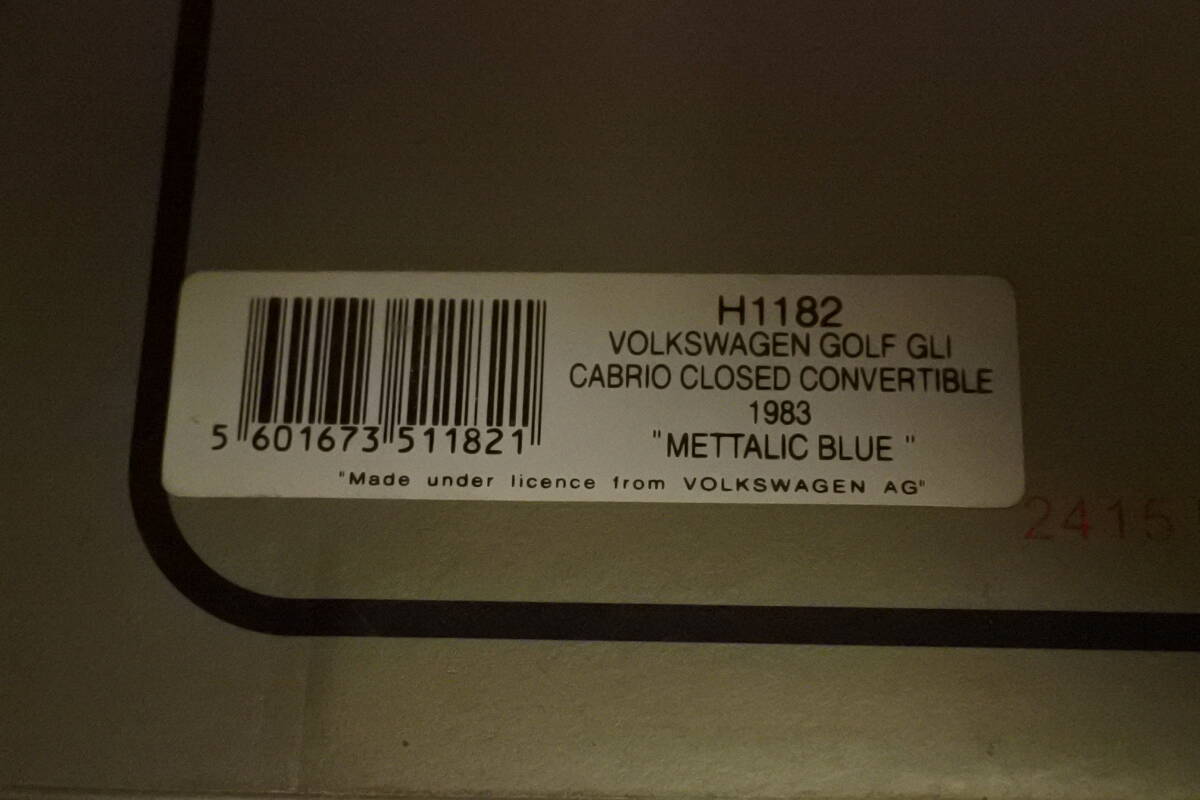 H1182
VOLKSWAGEN GOLF GLI
CABRIO CLOSED CONVERTIBLE
1983
"METTALIC BLUE "
5 601673 511821
"Made under licence from VOLKSWAGEN AG"
2415